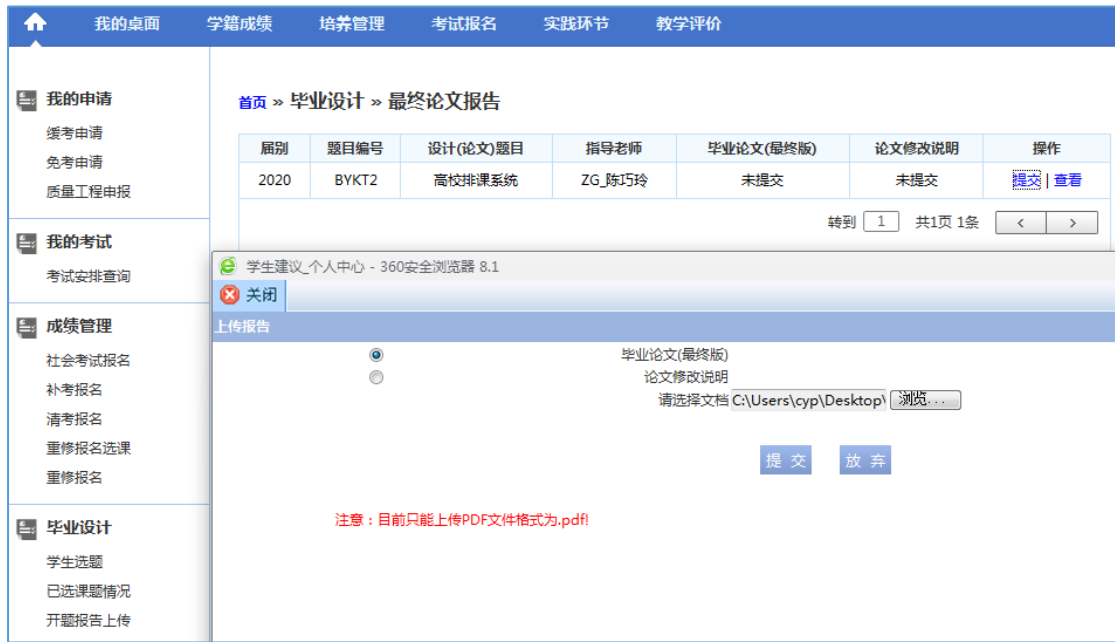 我的桌面 学籍成绩 培养管理 考试报名 实践环节 教学评价
我的申请
缓考申请
免考申请
质量工程申报
我的考试
考试安排查询
成绩管理
社会考试报名
补考报名
清考报名
重修报名选课
重修报名
毕业设计
学生选题
已选课题情况
开题报告上传
首页 » 毕业设计 » 最终论文报告
届别 题目编号 设计(论文)题目 指导老师 毕业论文(最终版) 论文修改说明 操作
2020 BYKT2 高校排课系统 ZG_陈巧玲 未提交 未提交 提交 | 查看
转到 1 共1页 1条 < >
学生建议_个人中心 - 360安全浏览器 8.1
关闭
上传报告
毕业论文(最终版)
论文修改说明
请选择文档 C:\Users\cyp\Desktop\ 浏览...
提 交 放 弃
注意：目前只能上传PDF文件格式为.pdf!